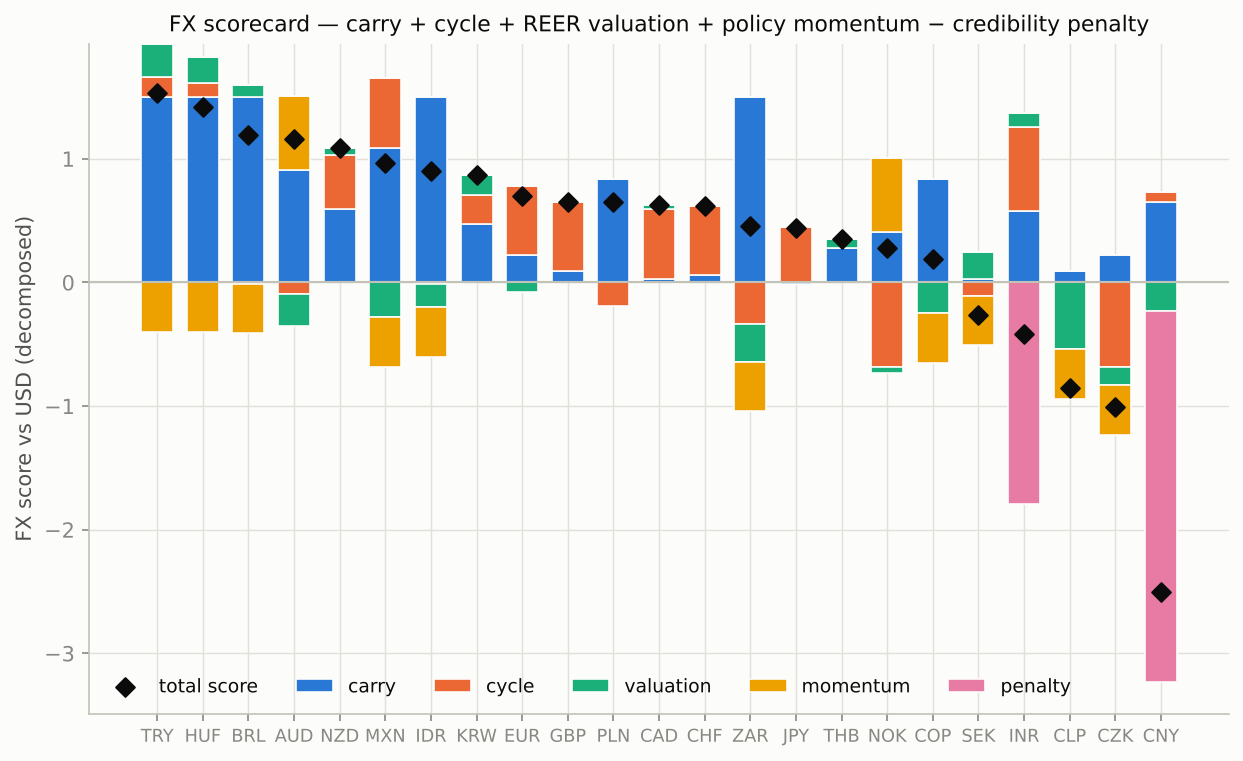 FX scorecard — carry + cycle + REER valuation + policy momentum − credibility penalty
FX score vs USD (decomposed)
1
0
−1
−2
−3
total score carry cycle valuation momentum penalty
TRY HUF BRL AUD NZD MXN IDR KRW EUR GBP PLN CAD CHF ZAR JPY THB NOK COP SEK INR CLP CZK CNY